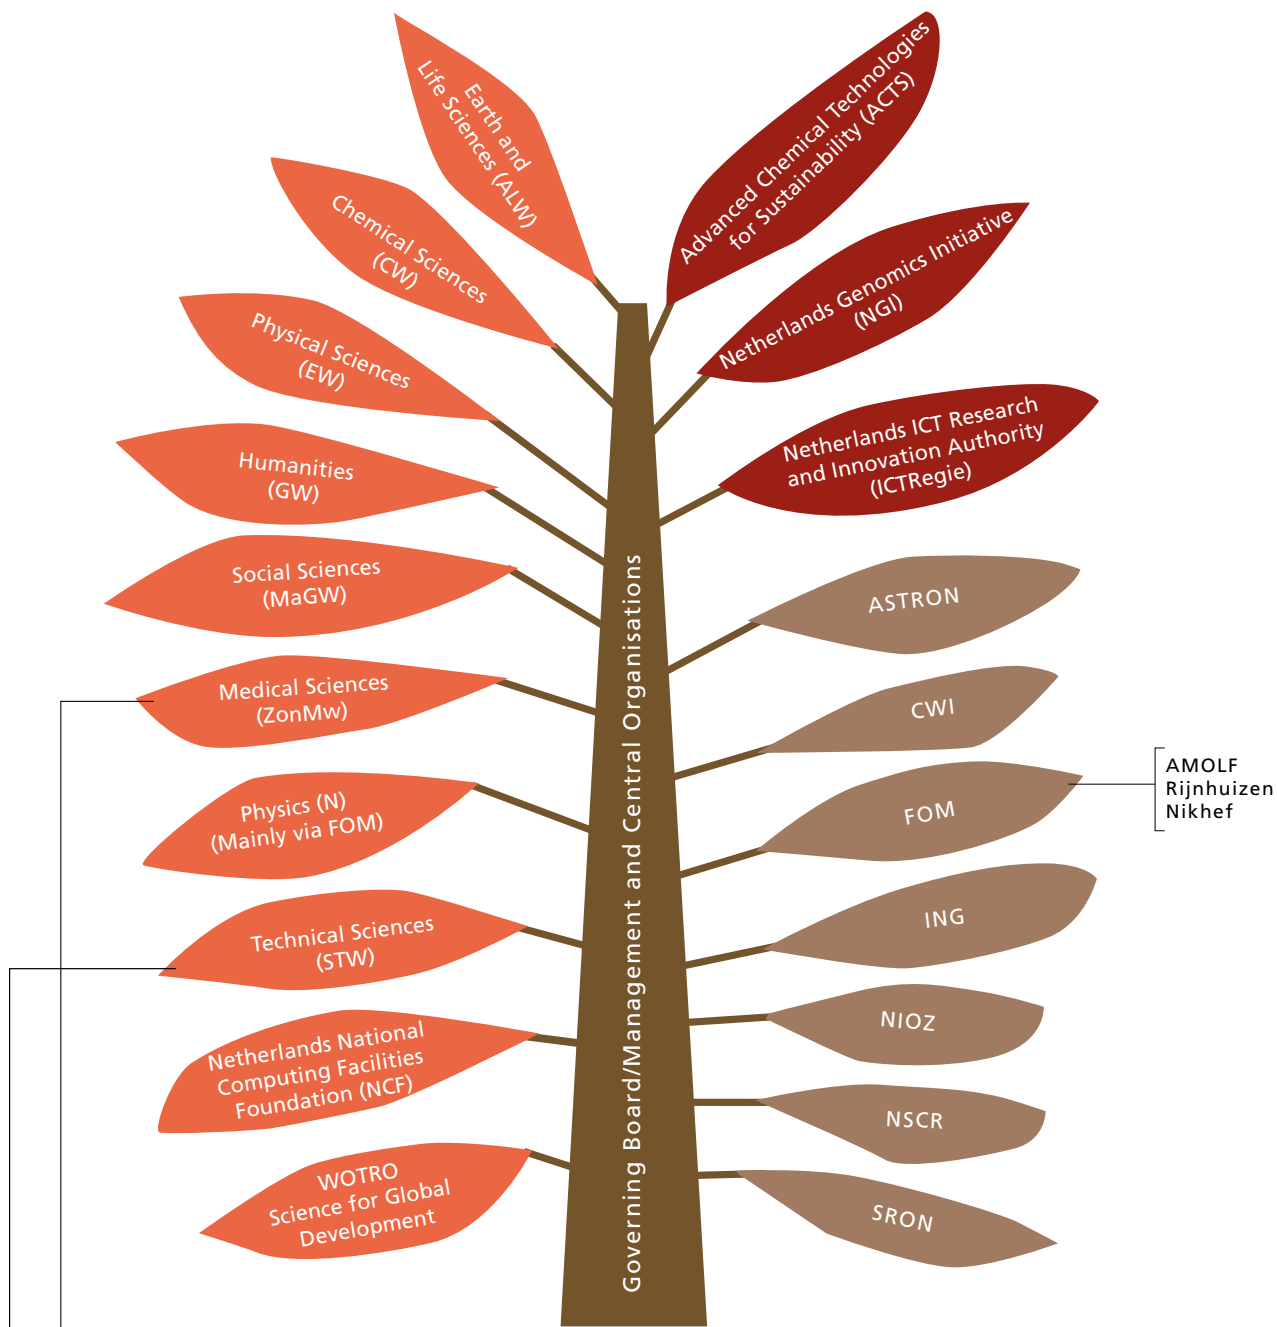 Earth and
Life Sciences (ALW)
Chemical Sciences
(CW)
Physical Sciences
(EW)
Humanities
(GW)
Social Sciences
(MaGW)
Medical Sciences
(ZonMw)
Physics (N)
(Mainly via FOM)
Technical Sciences
(STW)
Netherlands National
Computing Facilities
Foundation (NCF)
WOTRO
Science for Global
Development
Governing Board/Management and Central Organisations
Advanced Chemical Technologies
for Sustainability (ACTS)
Netherlands Genomics Initiative
(NGI)
Netherlands ICT Research
and Innovation Authority
(ICTRegie)
ASTRON
CWI
FOM
AMOLF
Rijnhuizen
Nikhef
ING
NIOZ
NSCR
SRON